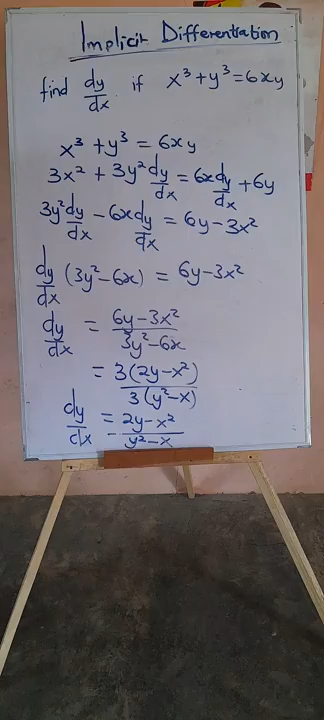 Implicit Differentiation
find dy/dx if x³ + y³ = 6xy
x³ + y³ = 6xy
3x² + 3y² dy/dx = 6x dy/dx + 6y
3y² dy/dx - 6x dy/dx = 6y - 3x²
dy/dx (3y² - 6x) = 6y - 3x²
dy/dx = 6y - 3x² / 3y² - 6x
= 3(2y - x²) / 3(y² - x)
dy/dx = 2y - x² / y² - x